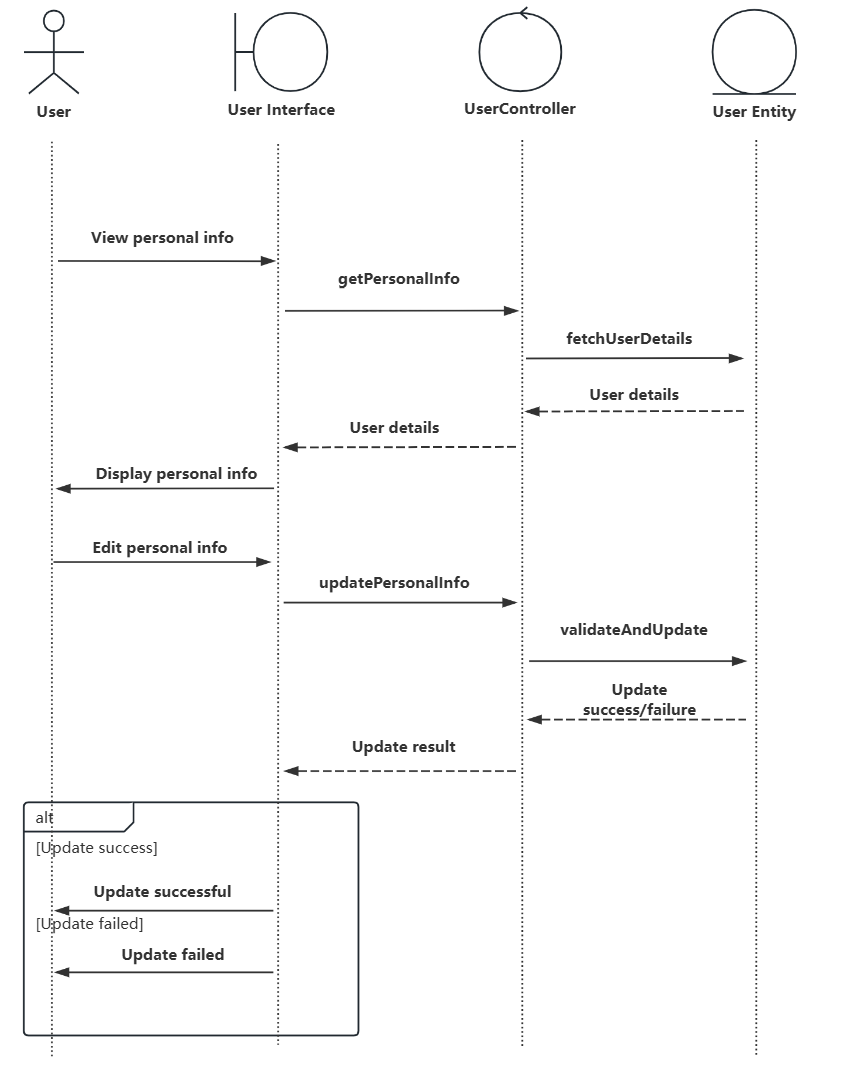 User
User Interface
UserController
User Entity
View personal info
getPersonalInfo
fetchUserDetails
User details
User details
Display personal info
Edit personal info
updatePersonalInfo
validateAndUpdate
Update
success/failure
Update result
alt
[Update success]
Update successful
[Update failed]
Update failed